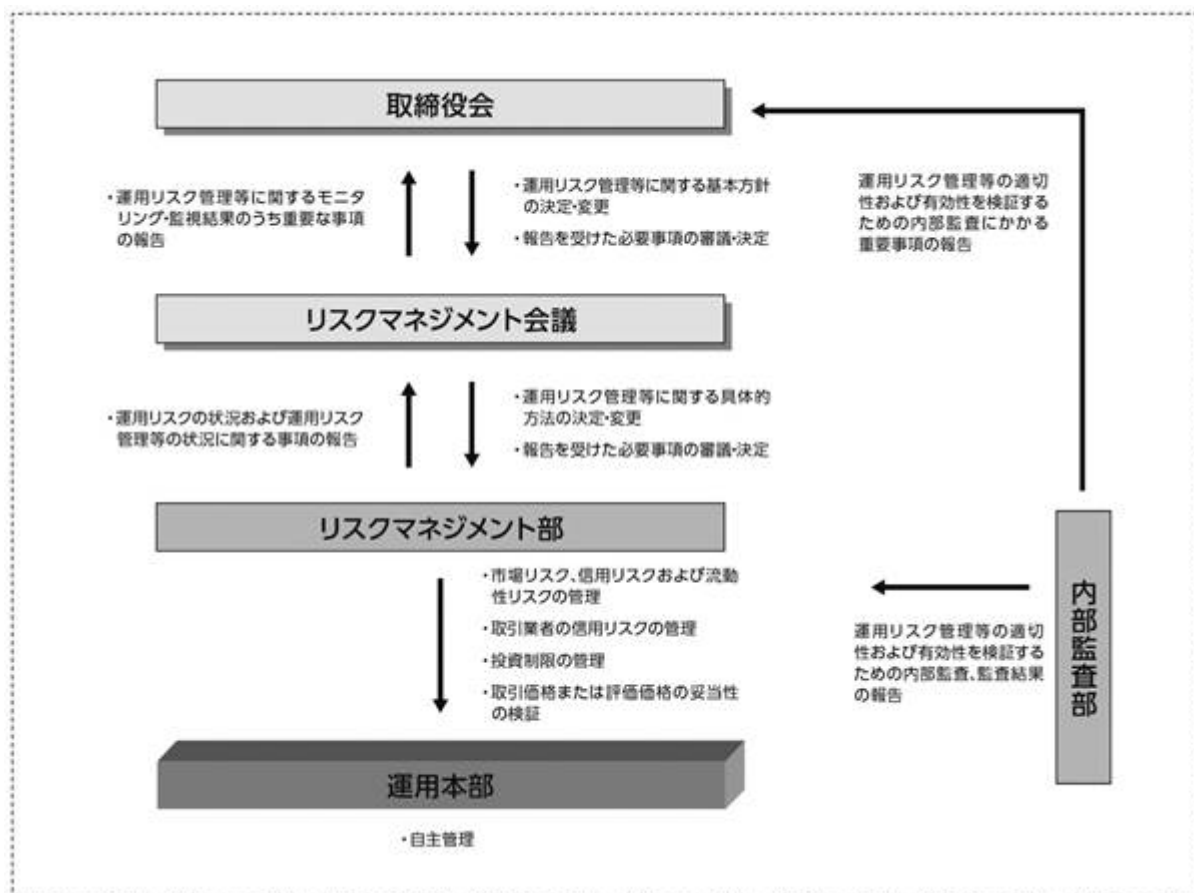 取締役会
・運用リスク管理等に関するモニタ
リング・監視結果のうち重要な事項
の報告
・運用リスク管理等に関する基本方針
の決定・変更
・報告を受けた必要事項の審議・決定
運用リスク管理等の適切
性および有効性を検証する
ための内部監査にかかる
重要事項の報告
リスクマネジメント会議
・運用リスクの状況および運用リスク
管理等の状況に関する事項の報告
・運用リスク管理等に関する具体的
方法の決定・変更
・報告を受けた必要事項の審議・決定
リスクマネジメント部
・市場リスク、信用リスクおよび流動
性リスクの管理
・取引業者の信用リスクの管理
・投資制限の管理
・取引価格または評価価格の妥当性
の検証
運用リスク管理等の適切
性および有効性を検証する
ための内部監査、監査結果
の報告
内部監査部
運用本部
・自主管理